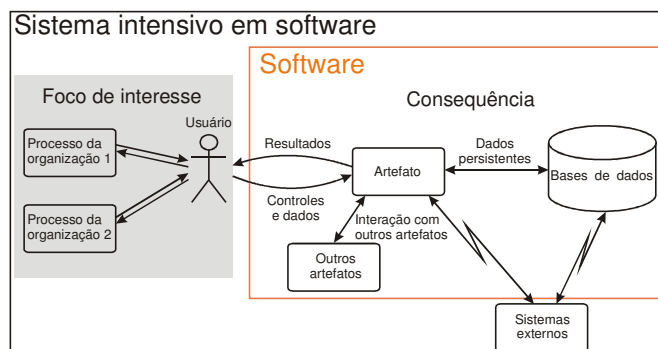 Sistema intensivo em software
Software
Foco de interesse
Consequência
Usuário
Processo da
organização 1
Processo da
organização 2
Resultados
Controles
e dados
Artefato
Dados
persistentes
Bases de dados
Interação com
outros artefatos
Outros
artefatos
Sistemas
externos